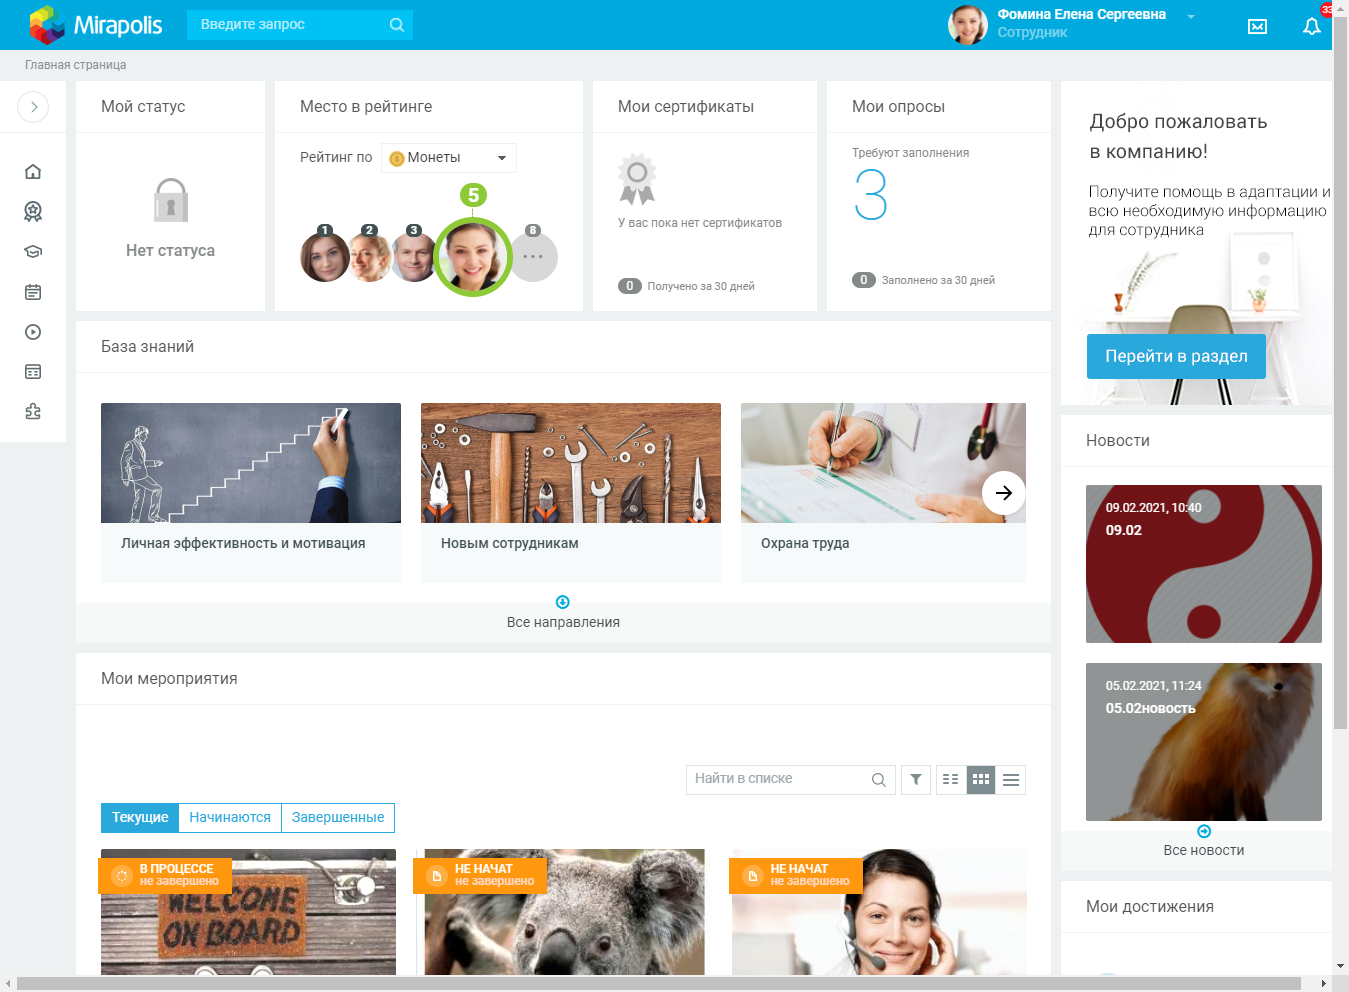 Mirapolis
Введите запрос
Фомина Елена Сергеевна
Сотрудник
Главная страница
Мой статус
Нет статуса
Место в рейтинге
Рейтинг по
Монеты
5
1
2
3
8
Мои сертификаты
У вас пока нет сертификатов
0 Получено за 30 дней
Мои опросы
Требуют заполнения
3
0 Заполнено за 30 дней
Добро пожаловать
в компанию!
Получите помощь в адаптации и
всю необходимую информацию
для сотрудника
Перейти в раздел
База знаний
Личная эффективность и мотивация
Новым сотрудникам
Охрана труда
Все направления
Новости
09.02.2021, 10:40
09.02
05.02.2021, 11:24
05.02новость
Все новости
Мои достижения
Мои мероприятия
Найти в списке
Текущие
Начинаются
Завершенные
В ПРОЦЕССЕ
не завершено
WELCOME
ON BOARD
НЕ НАЧАТ
не завершено
НЕ НАЧАТ
не завершено